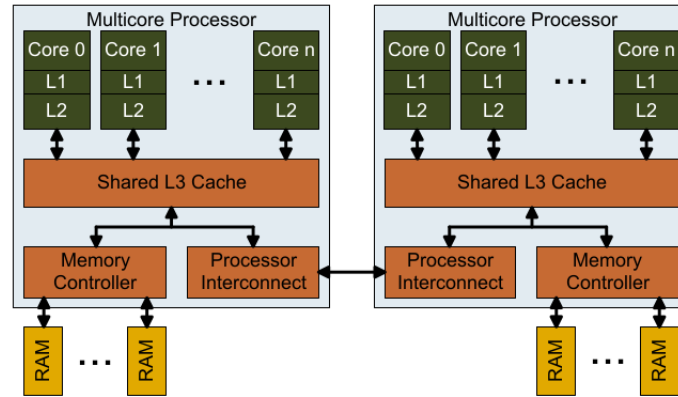 Multicore Processor
Core 0
L1
L2
Core 1
L1
L2
...
Core n
L1
L2
Shared L3 Cache
Memory
Controller
Processor
Interconnect
RAM
...
RAM
Multicore Processor
Core 0
L1
L2
Core 1
L1
L2
...
Core n
L1
L2
Shared L3 Cache
Processor
Interconnect
Memory
Controller
RAM
...
RAM